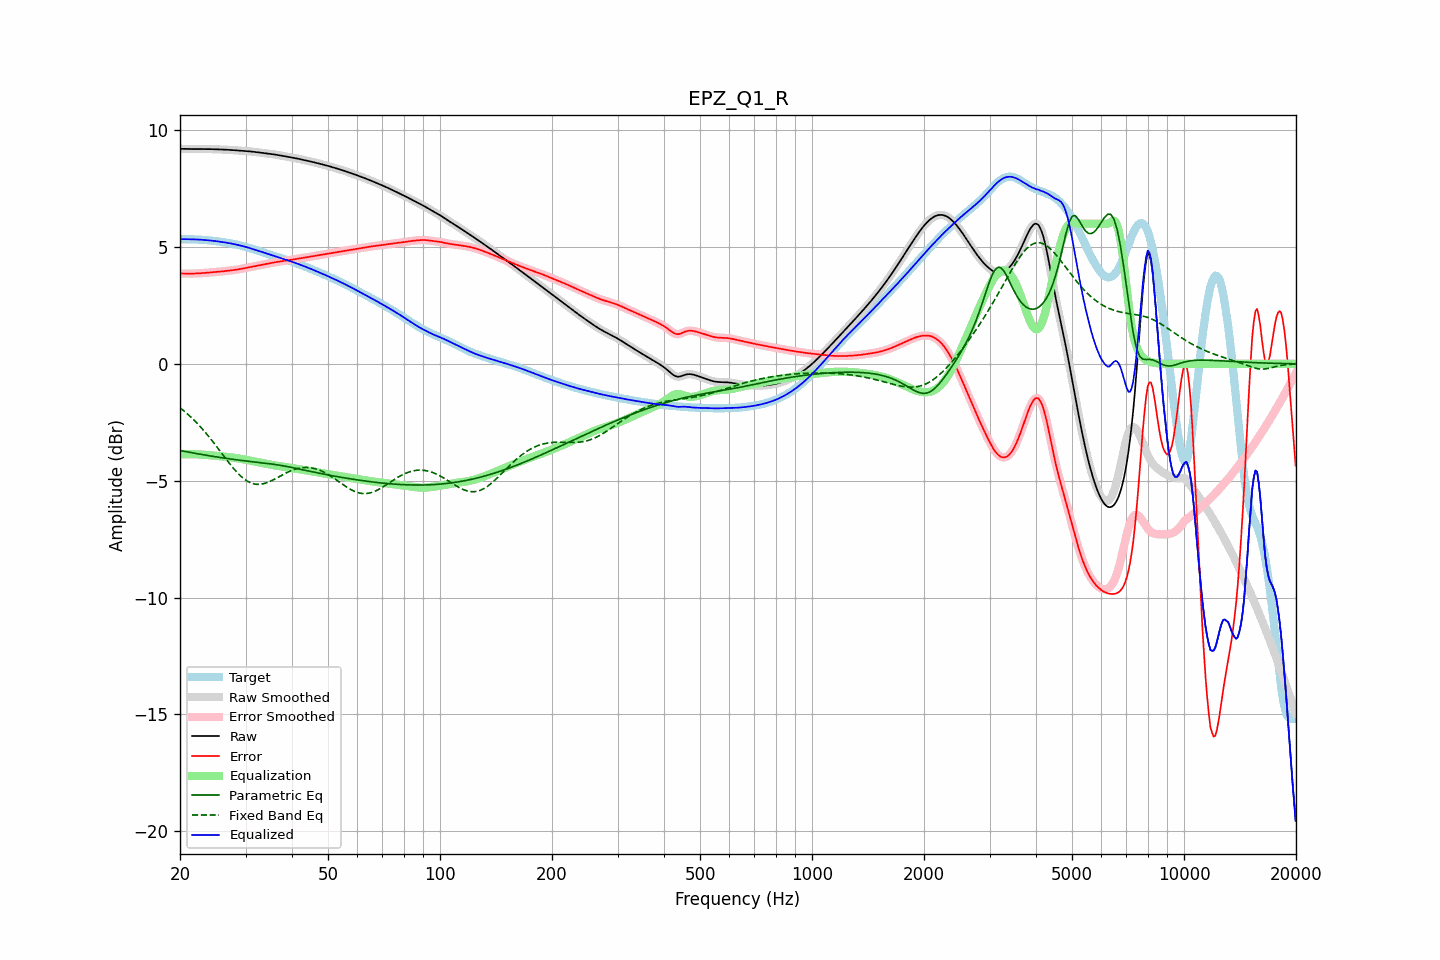 EPZ_Q1_R
10
5
0
−5
−10
−15
−20
Amplitude (dBr)
Target
Raw Smoothed
Error Smoothed
Raw
Error
Equalization
Parametric Eq
Fixed Band Eq
Equalized
20 50 100 200 500 1000 2000 5000 10000 20000
Frequency (Hz)